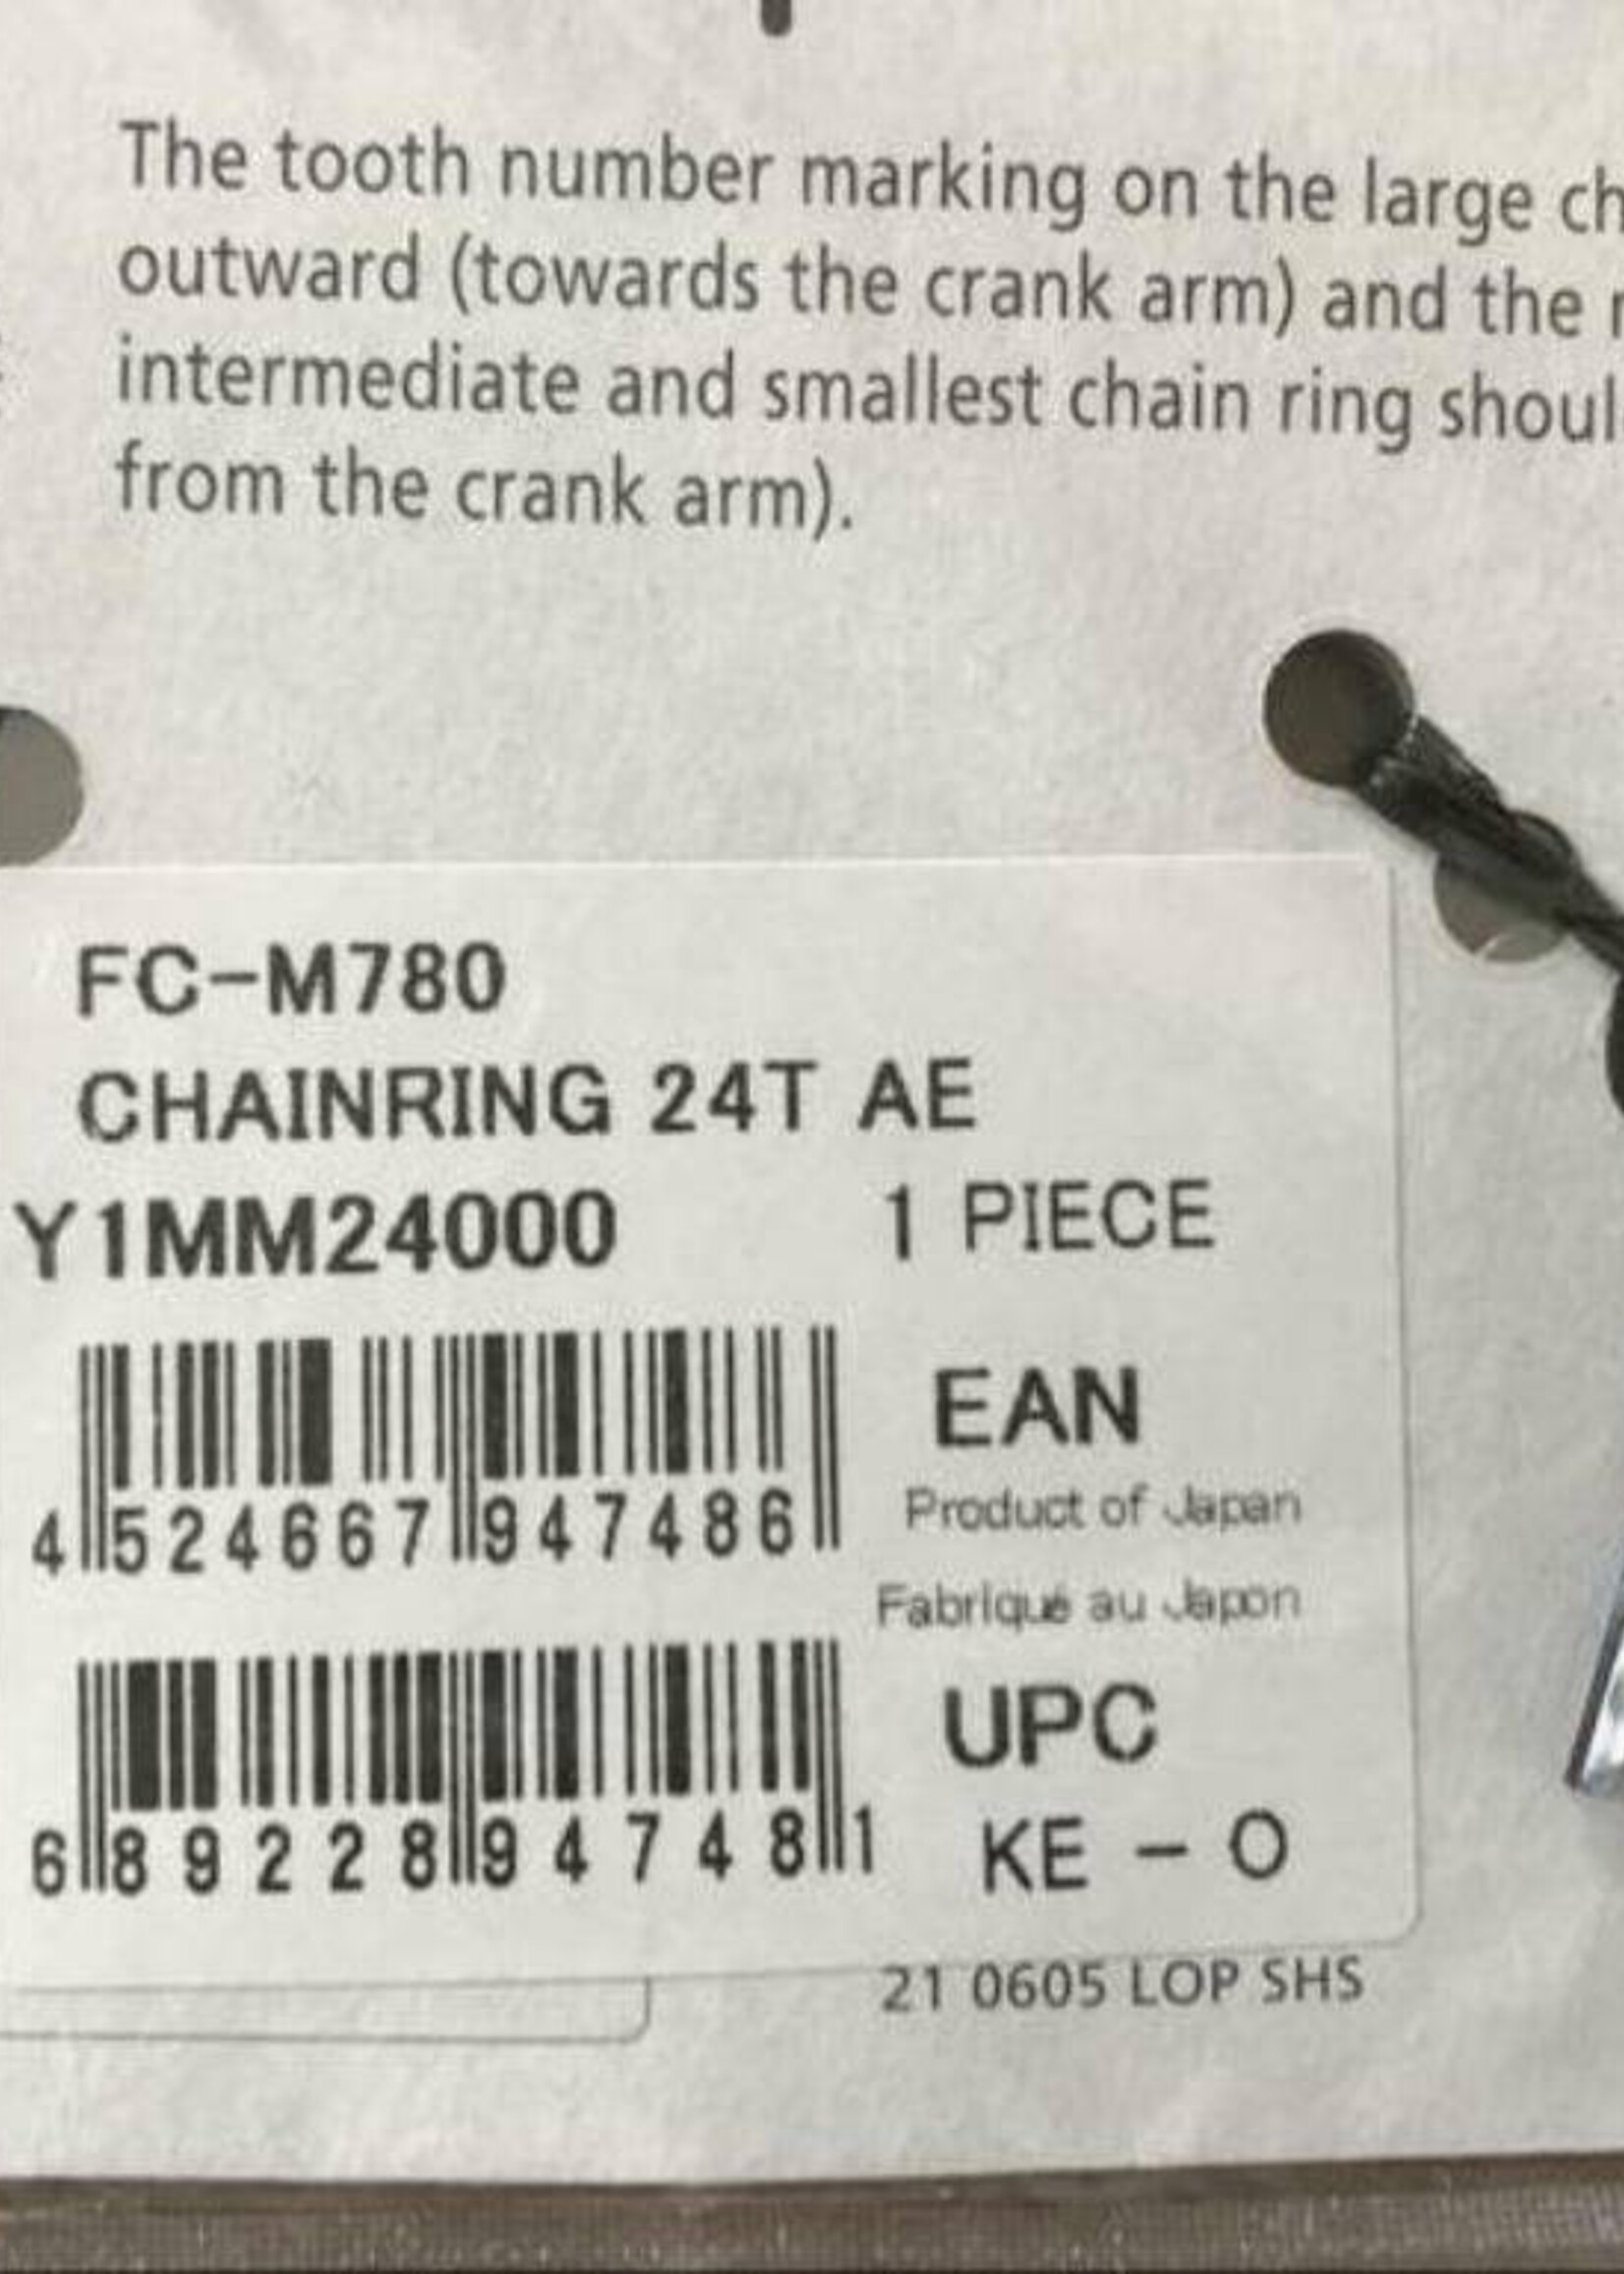 The tooth number marking on the large ch
outward (towards the crank arm) and the
intermediate and smallest chain ring shoul
from the crank arm).
FC-M780
CHAINRING 24T AE
Y1MM24000 1 PIECE
EAN
4 524667 947486
Product of Japan
Fabriqué au Japon
UPC
6 89228 94748 1
KE - O
21 0605 LOP SHS